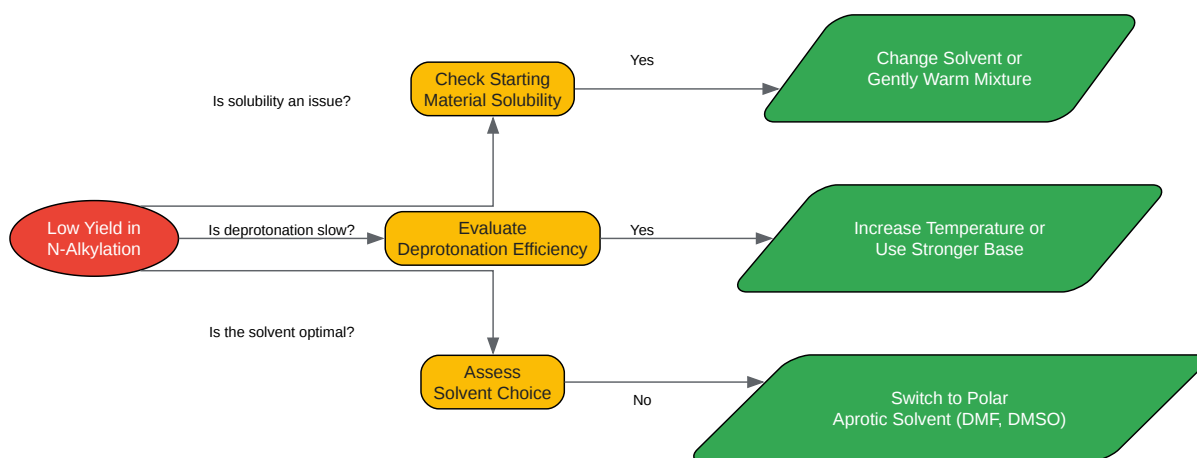 Check Starting
Material Solubility
Yes
Change Solvent or
Gently Warm Mixture
Is solubility an issue?
Low Yield in
N-Alkylation
Is deprotonation slow?
Evaluate
Deprotonation Efficiency
Yes
Increase Temperature or
Use Stronger Base
Is the solvent optimal?
Assess
Solvent Choice
No
Switch to Polar
Aprotic Solvent (DMF, DMSO)